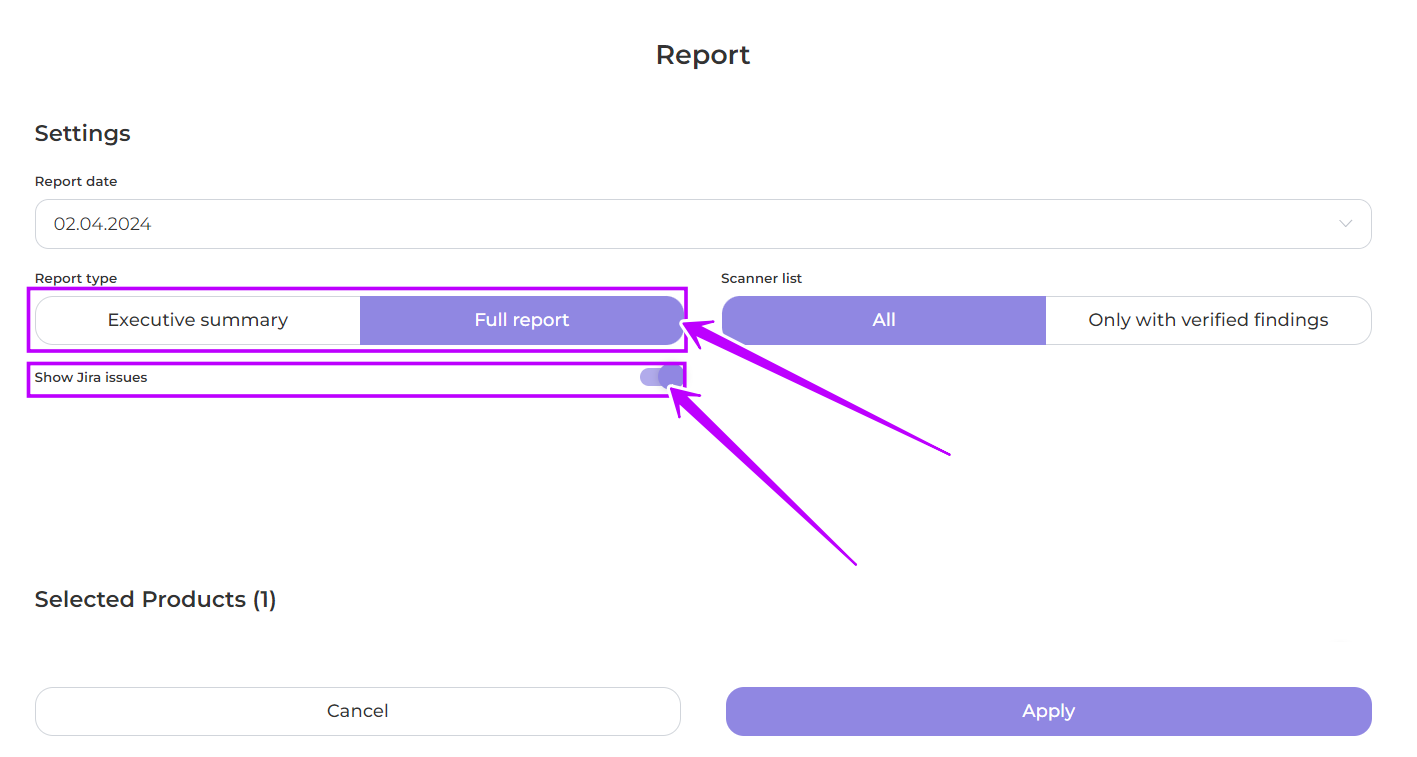 Report
Settings
Report date
02.04.2024
Report type
Scanner list
Executive summary
Full report
All
Only with verified findings
Show Jira issues
Selected Products (1)
Cancel
Apply